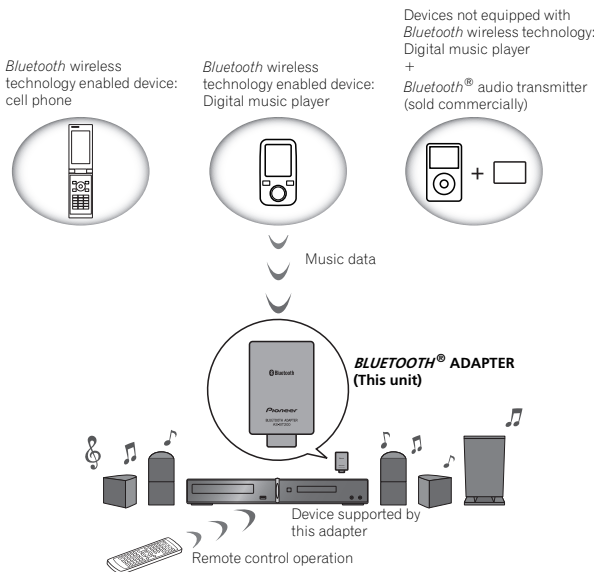 Bluetooth wireless
technology enabled device:
cell phone
Bluetooth wireless
technology enabled device:
Digital music player
Devices not equipped with
Bluetooth wireless technology:
Digital music player
+
Bluetooth® audio transmitter
(sold commercially)
+
Music data
Bluetooth
Pioneer
BLUETOOTH ADAPTER
BLUETOOTH® ADAPTER
(This unit)
Device supported by
this adapter
Remote control operation